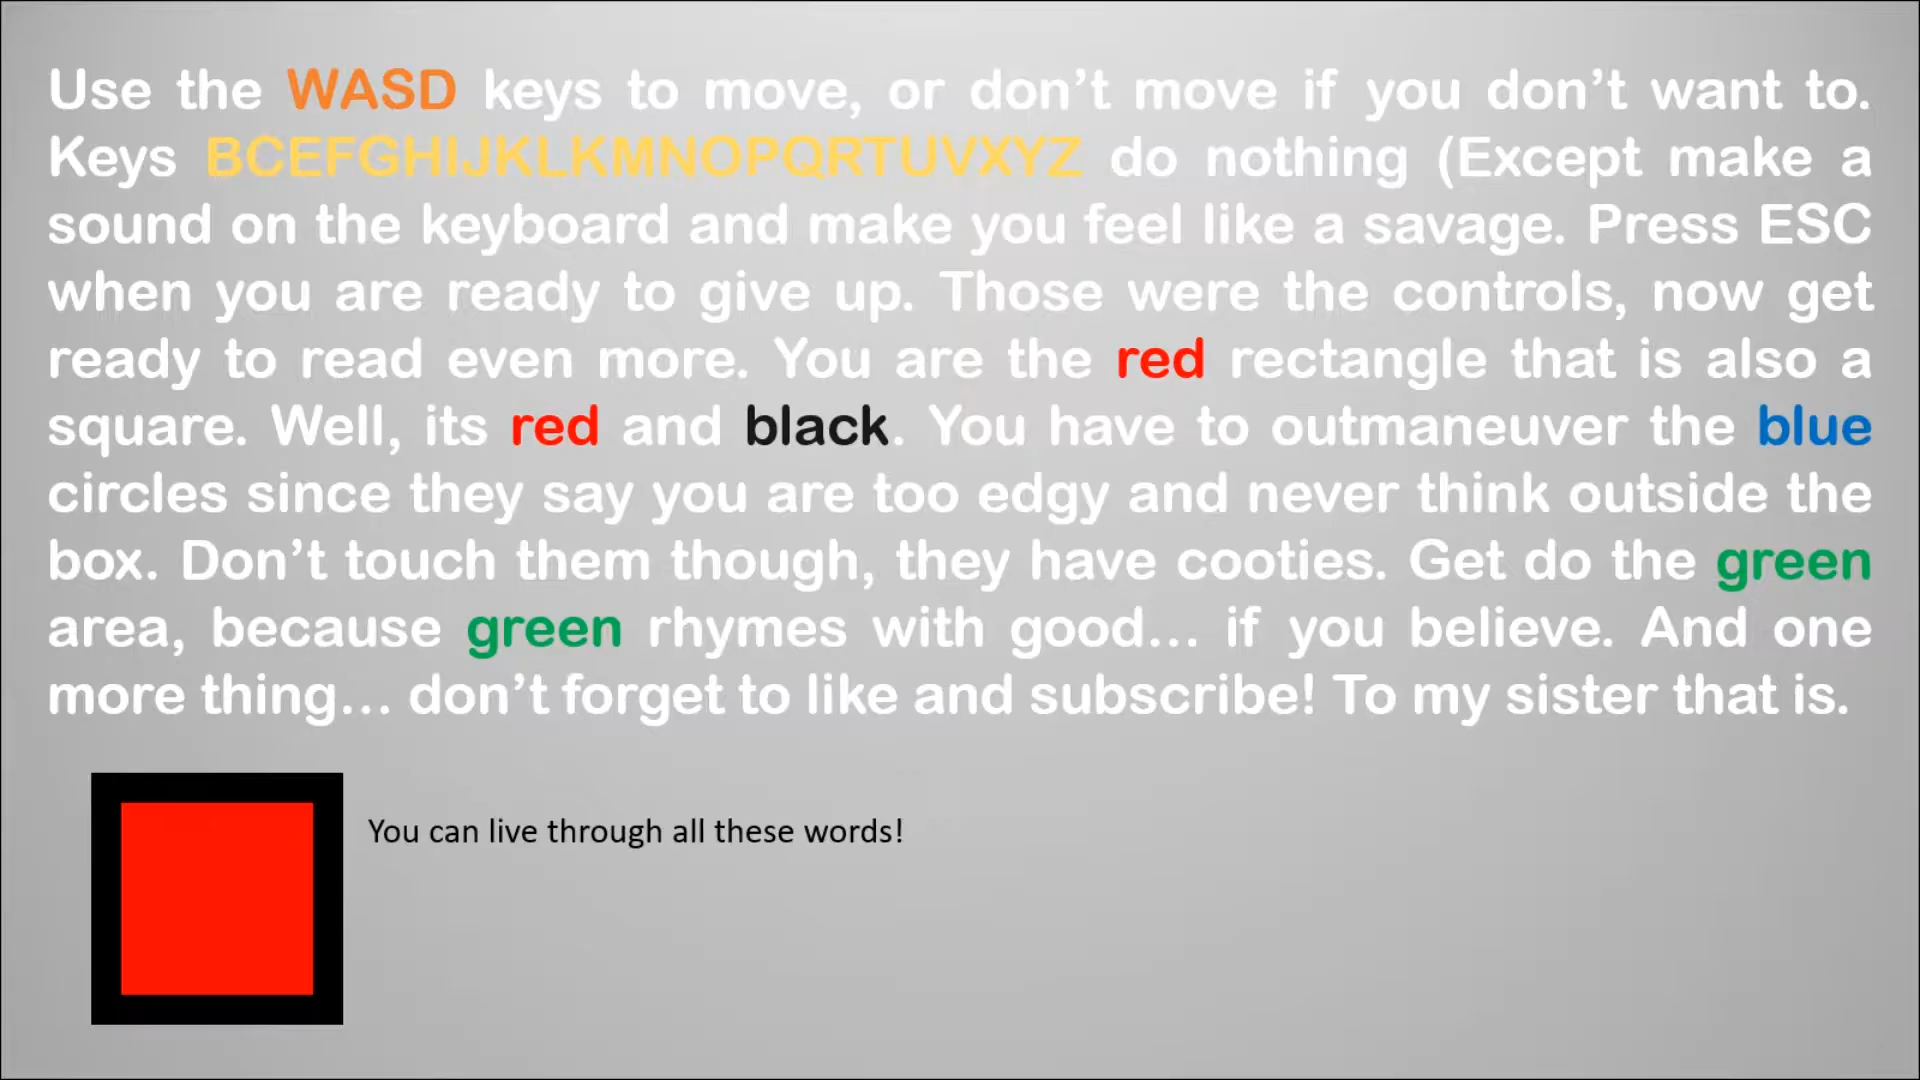 Use the WASD keys to move, or don’t move if you don’t want to.
Keys BCEFGHIJKLKMNOPQRTUVXYZ do nothing (Except make a
sound on the keyboard and make you feel like a savage. Press ESC
when you are ready to give up. Those were the controls, now get
ready to read even more. You are the red rectangle that is also a
square. Well, its red and black. You have to outmaneuver the blue
circles since they say you are too edgy and never think outside the
box. Don’t touch them though, they have cooties. Get do the green
area, because green rhymes with good… if you believe. And one
more thing… don’t forget to like and subscribe! To my sister that is.
You can live through all these words!